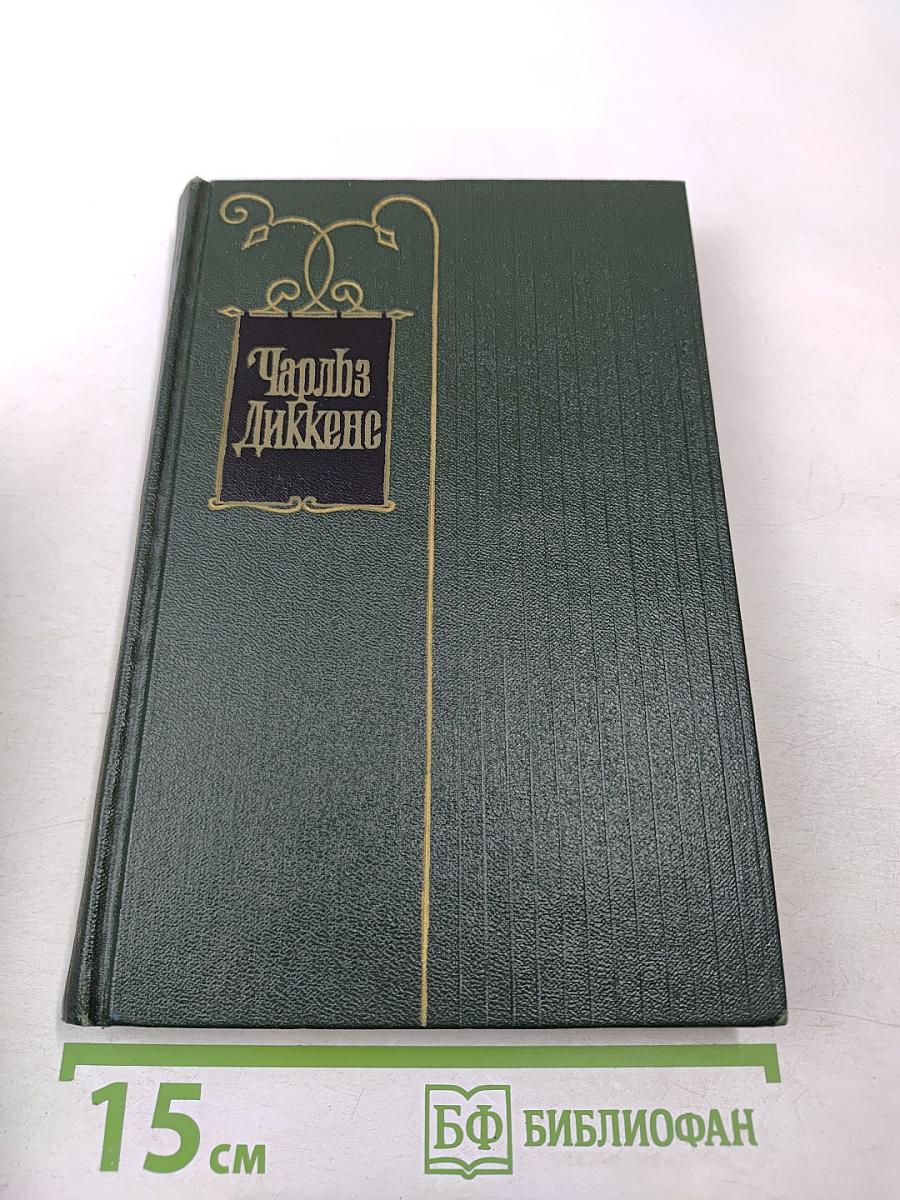 Чарльз
Диккенс
15 см
БФ БИБЛИОФАН